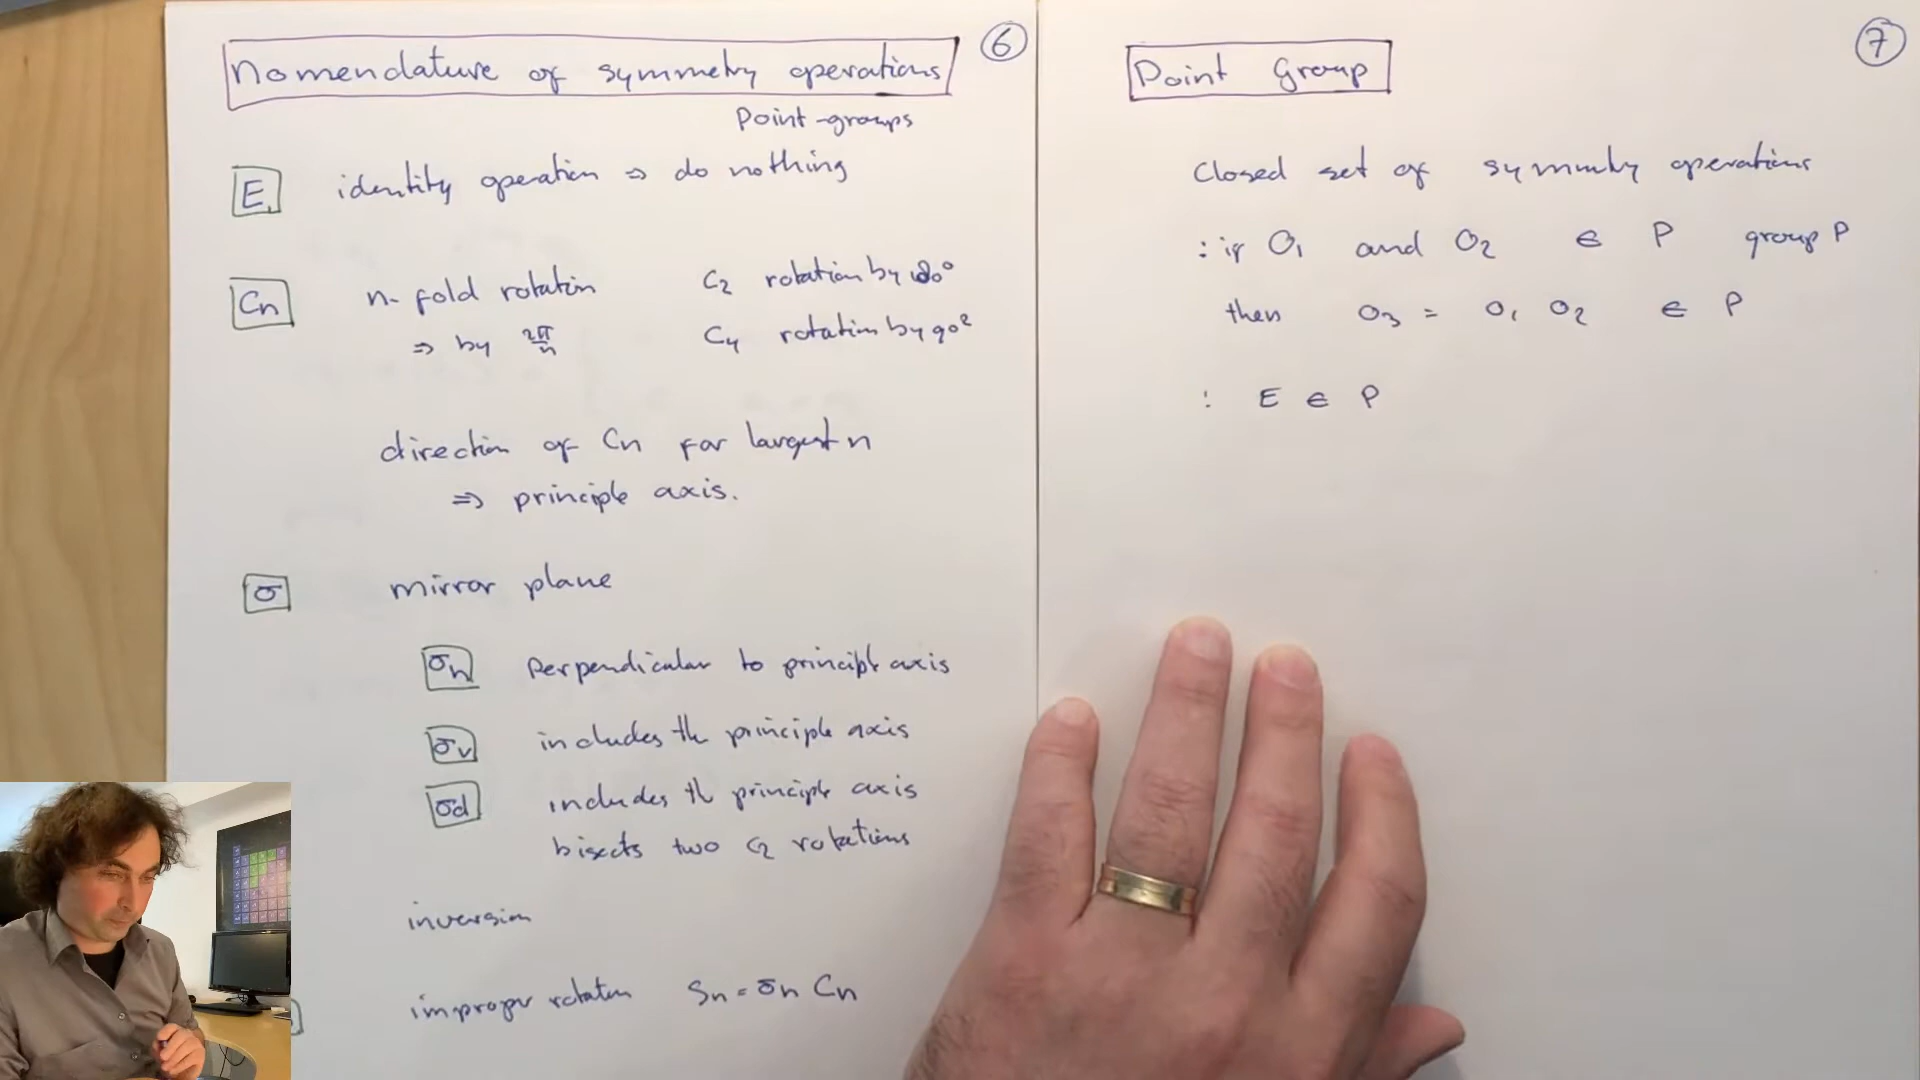 Nomenclature of symmetry operations
6
Point-groups
E identity operation ⇒ do nothing
Cn n-fold rotation C2 rotation by 180°
⇒ by 2π/n C4 rotation by 90°
direction of Cn for largest n
⇒ principle axis.
σ mirror plane
σh Perpendicular to principle axis
σv includes the principle axis
σd includes the principle axis
bisects two C2 rotations
inversion
improper rotation Sn = σh Cn
Point Group
7
Closed set of symmetry operations
: if O1 and O2 ∈ P group P
then O3 = O1 O2 ∈ P
: E ∈ P